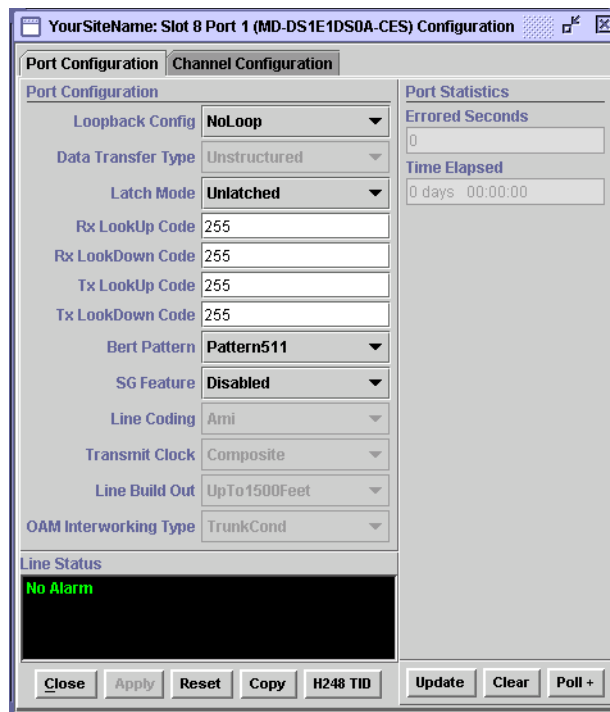 YourSiteName: Slot 8 Port 1 (MD-DS1E1DS0A-CES) Configuration
Port Configuration Channel Configuration
Port Configuration
Loopback Config NoLoop
Data Transfer Type Unstructured
Latch Mode Unlatched
Rx LookUp Code 255
Rx LookDown Code 255
Tx LookUp Code 255
Tx LookDown Code 255
Bert Pattern Pattern511
SG Feature Disabled
Line Coding Ami
Transmit Clock Composite
Line Build Out UpTo1500Feet
OAM Interworking Type TrunkCond
Port Statistics
Errored Seconds
0
Time Elapsed
0 days 00:00:00
Line Status
No Alarm
Close Apply Reset Copy H248 TID
Update Clear Poll +